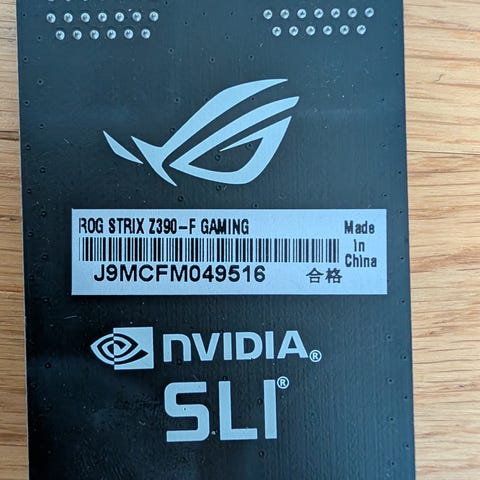 ROG STRIX Z390-F GAMING
Made
in
China
J9MCFM049516
合格
NVIDIA®
SLI®